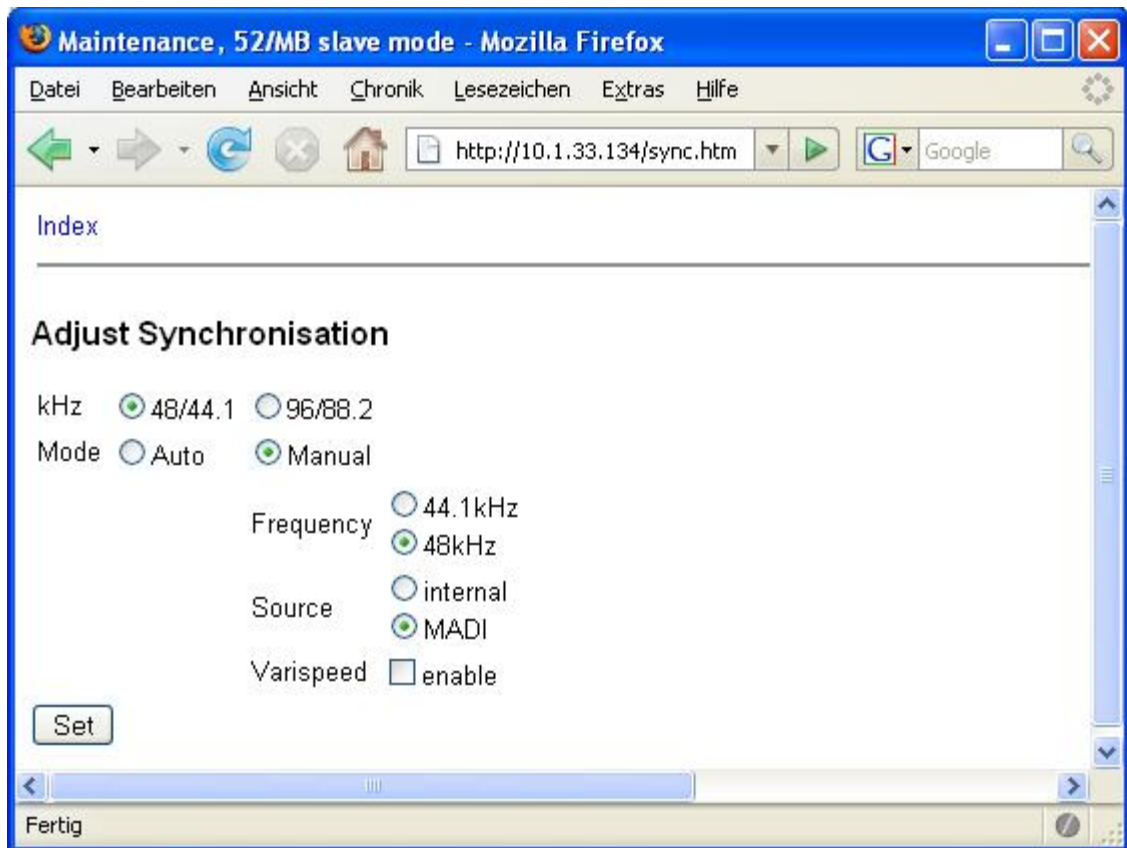 Maintenance, 52/MB slave mode - Mozilla Firefox
Datei Bearbeiten Ansicht Chronik Lesezeichen Extras Hilfe
http://10.1.33.134/sync.htm G Google
Index
Adjust Synchronisation
kHz 48/44.1 96/88.2
Mode Auto Manual
Frequency 44.1kHz
48kHz
Source internal
MADI
Varispeed enable
Set
Fertig